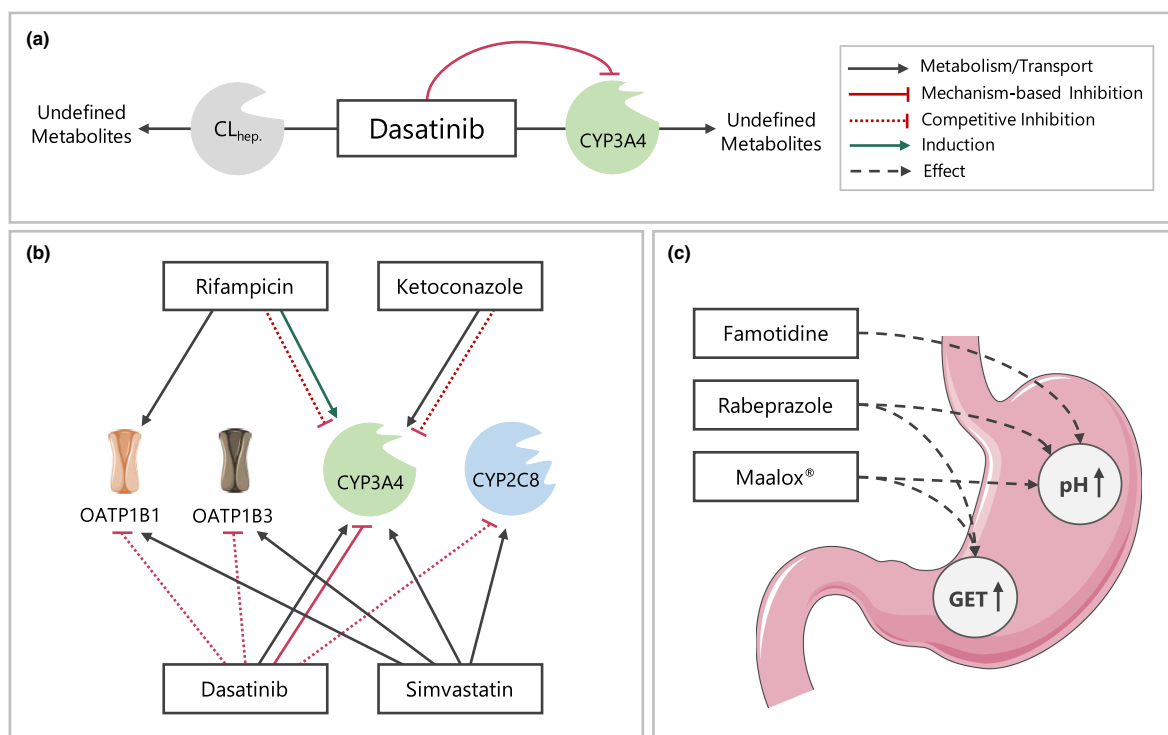 (a)
Undefined
Metabolites
CLhep.
Dasatinib
CYP3A4
Undefined
Metabolites
Metabolism/Transport
Mechanism-based Inhibition
Competitive Inhibition
Induction
Effect
(b)
Rifampicin
Ketoconazole
CYP3A4
CYP2C8
OATP1B1
OATP1B3
Dasatinib
Simvastatin
(c)
Famotidine
Rabeprazole
Maalox®
pH
GET